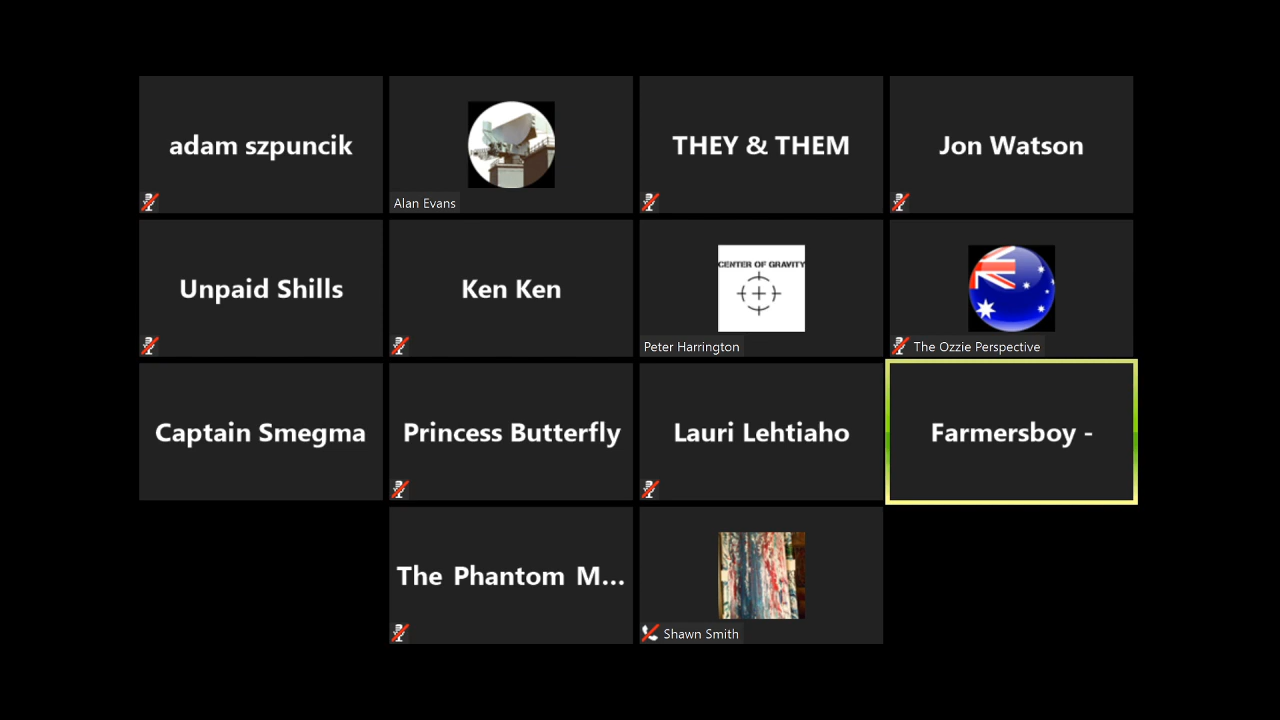 adam szpuncik
Alan Evans
THEY & THEM
Jon Watson
Unpaid Shills
Ken Ken
CENTER OF GRAVITY
Peter Harrington
The Ozzie Perspective
Captain Smegma
Princess Butterfly
Lauri Lehtiaho
Farmersboy -
The Phantom M...
Shawn Smith